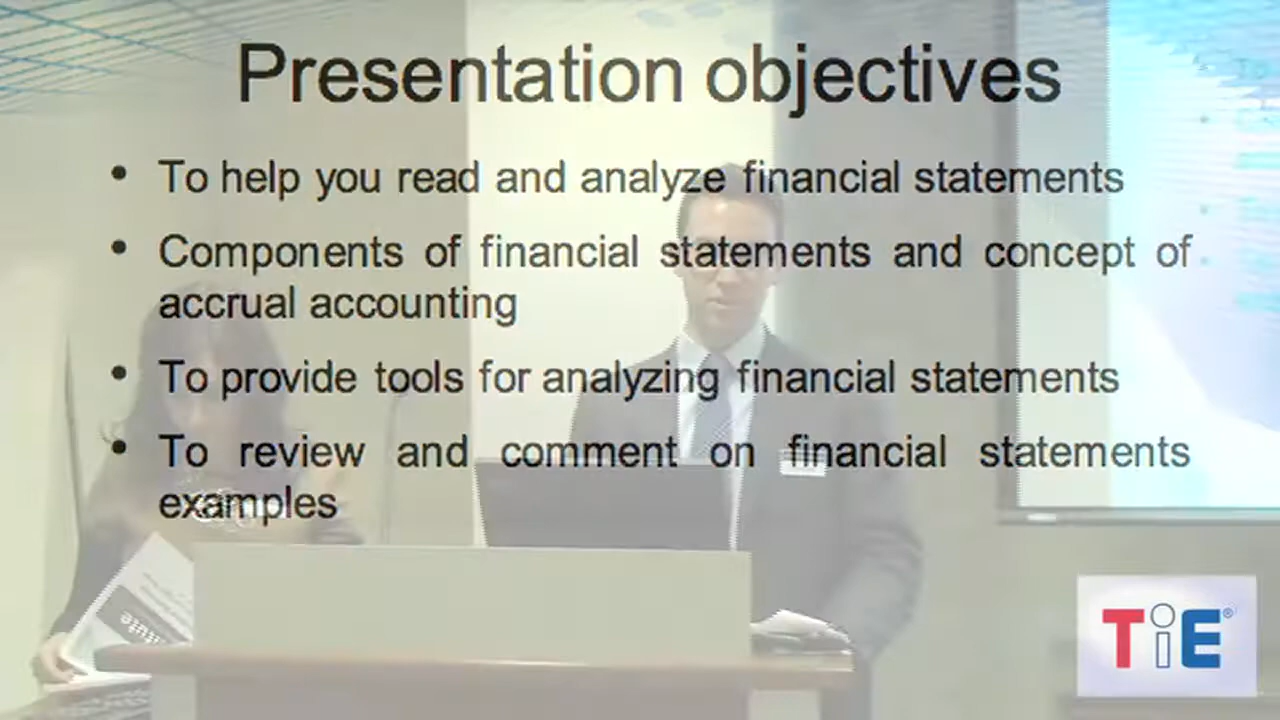 Presentation objectives
• To help you read and analyze financial statements
• Components of financial statements and concept of
accrual accounting
• To provide tools for analyzing financial statements
• To review and comment on financial statements
examples
TiE®